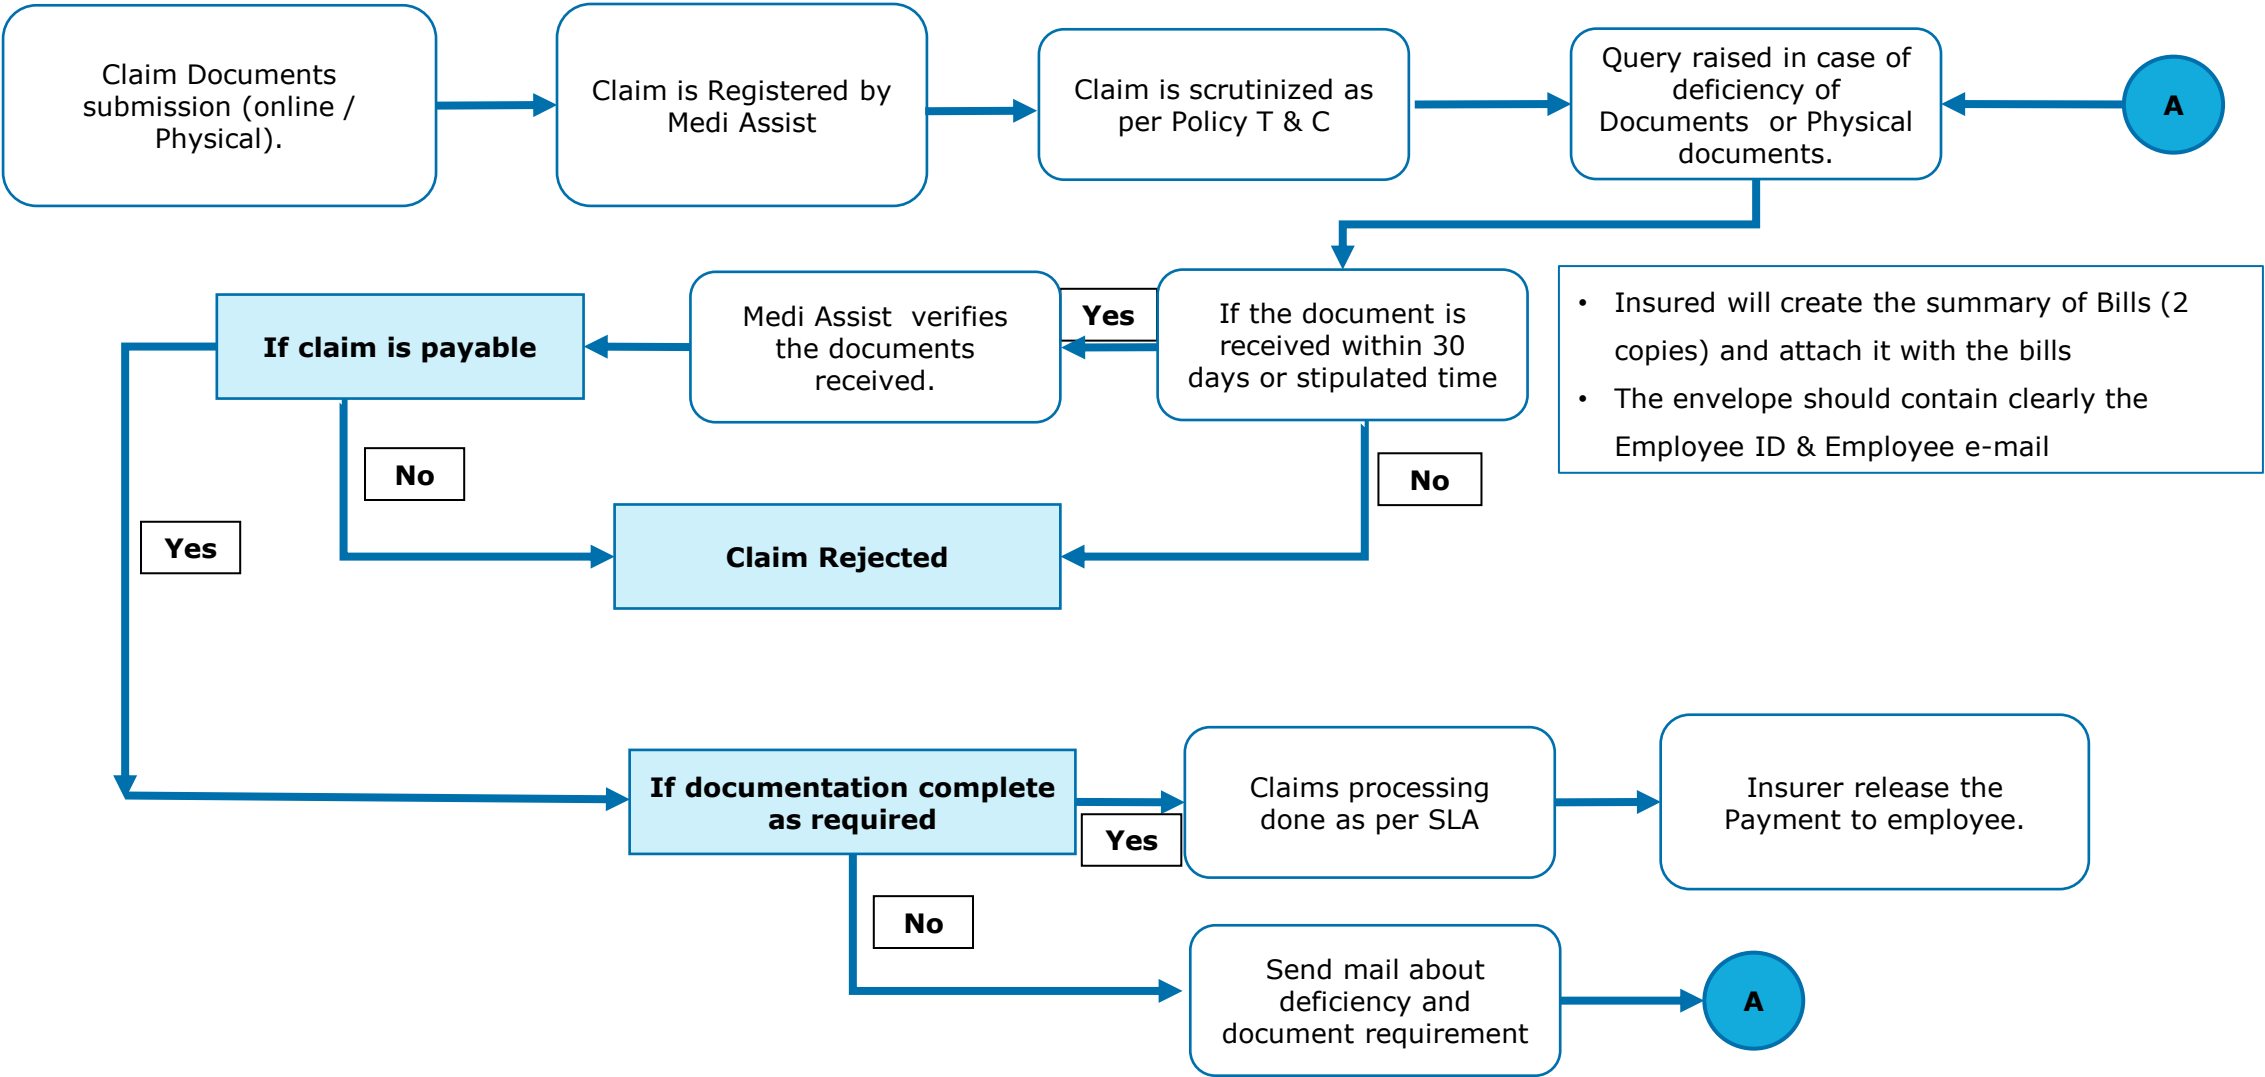 Claim Documents
submission (online /
Physical).
Claim is Registered by
Medi Assist
Claim is scrutinized as
per Policy T & C
Query raised in case of
deficiency of
Documents or Physical
documents.
A
If claim is payable
Medi Assist verifies
the documents
received.
Yes
If the document is
received within 30
days or stipulated time
• Insured will create the summary of Bills (2
copies) and attach it with the bills
• The envelope should contain clearly the
Employee ID & Employee e-mail
No
No
Yes
Claim Rejected
If documentation complete
as required
Yes
Claims processing
done as per SLA
Insurer release the
Payment to employee.
No
Send mail about
deficiency and
document requirement
A